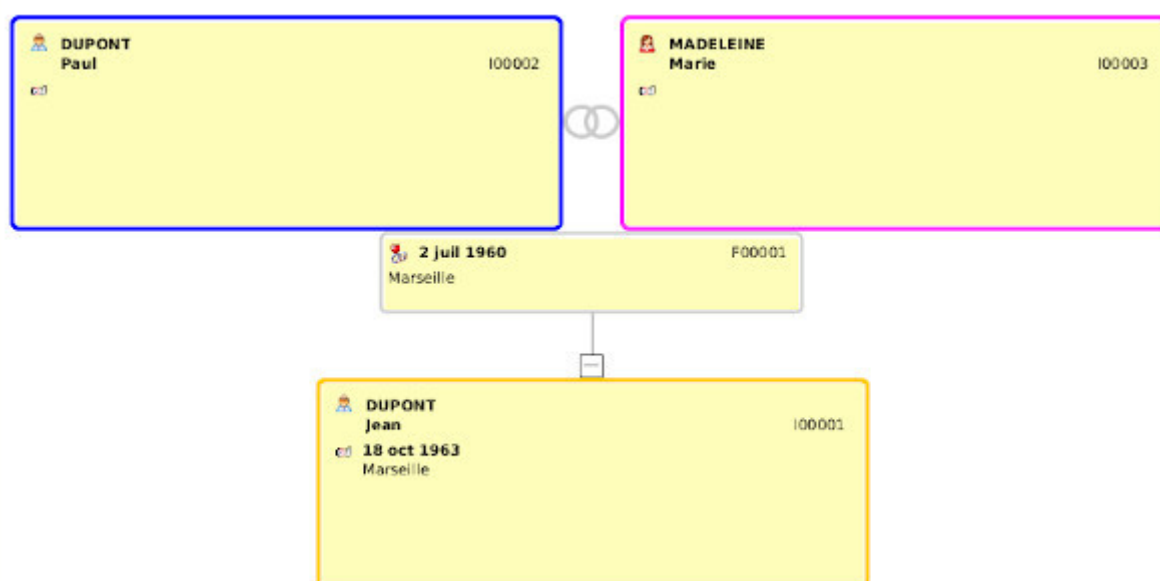 DUPONT
Paul I00002
MADELEINE
Marie I00003
2 juil 1960 F00001
Marseille
DUPONT
Jean I00001
18 oct 1963
Marseille